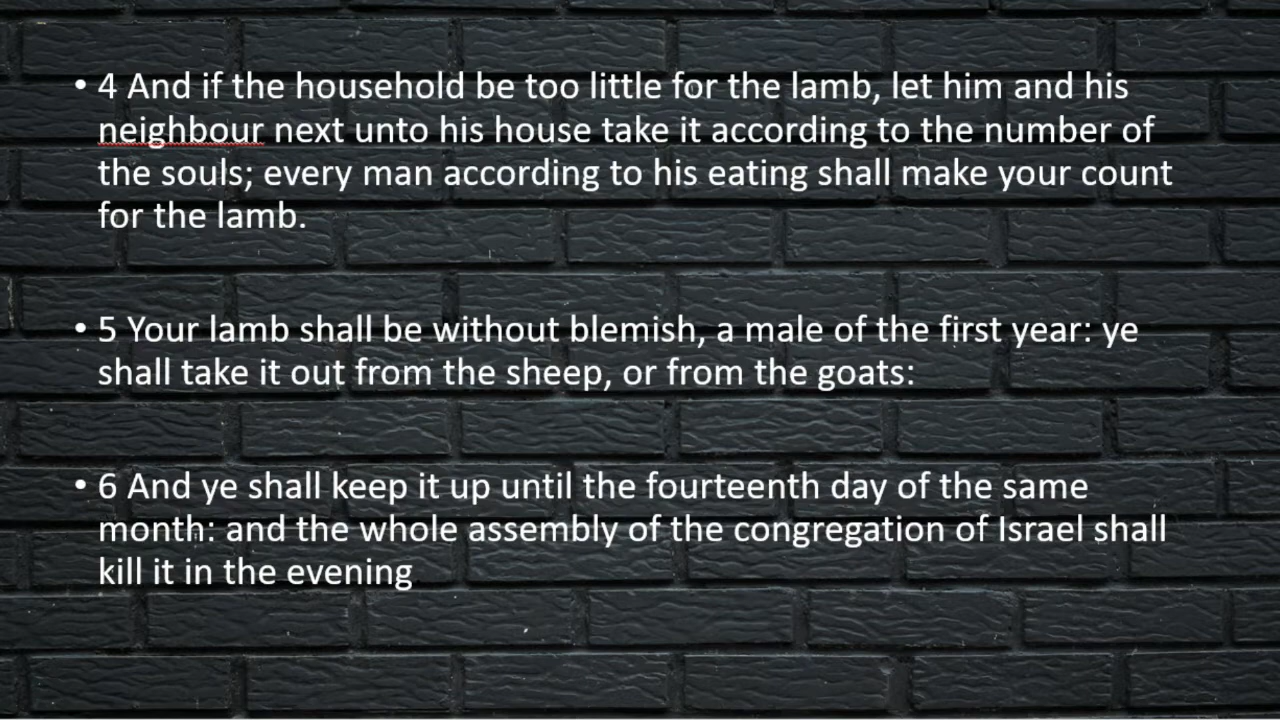 • 4 And if the household be too little for the lamb, let him and his
neighbour next unto his house take it according to the number of
the souls; every man according to his eating shall make your count
for the lamb.
• 5 Your lamb shall be without blemish, a male of the first year: ye
shall take it out from the sheep, or from the goats:
• 6 And ye shall keep it up until the fourteenth day of the same
month: and the whole assembly of the congregation of Israel shall
kill it in the evening